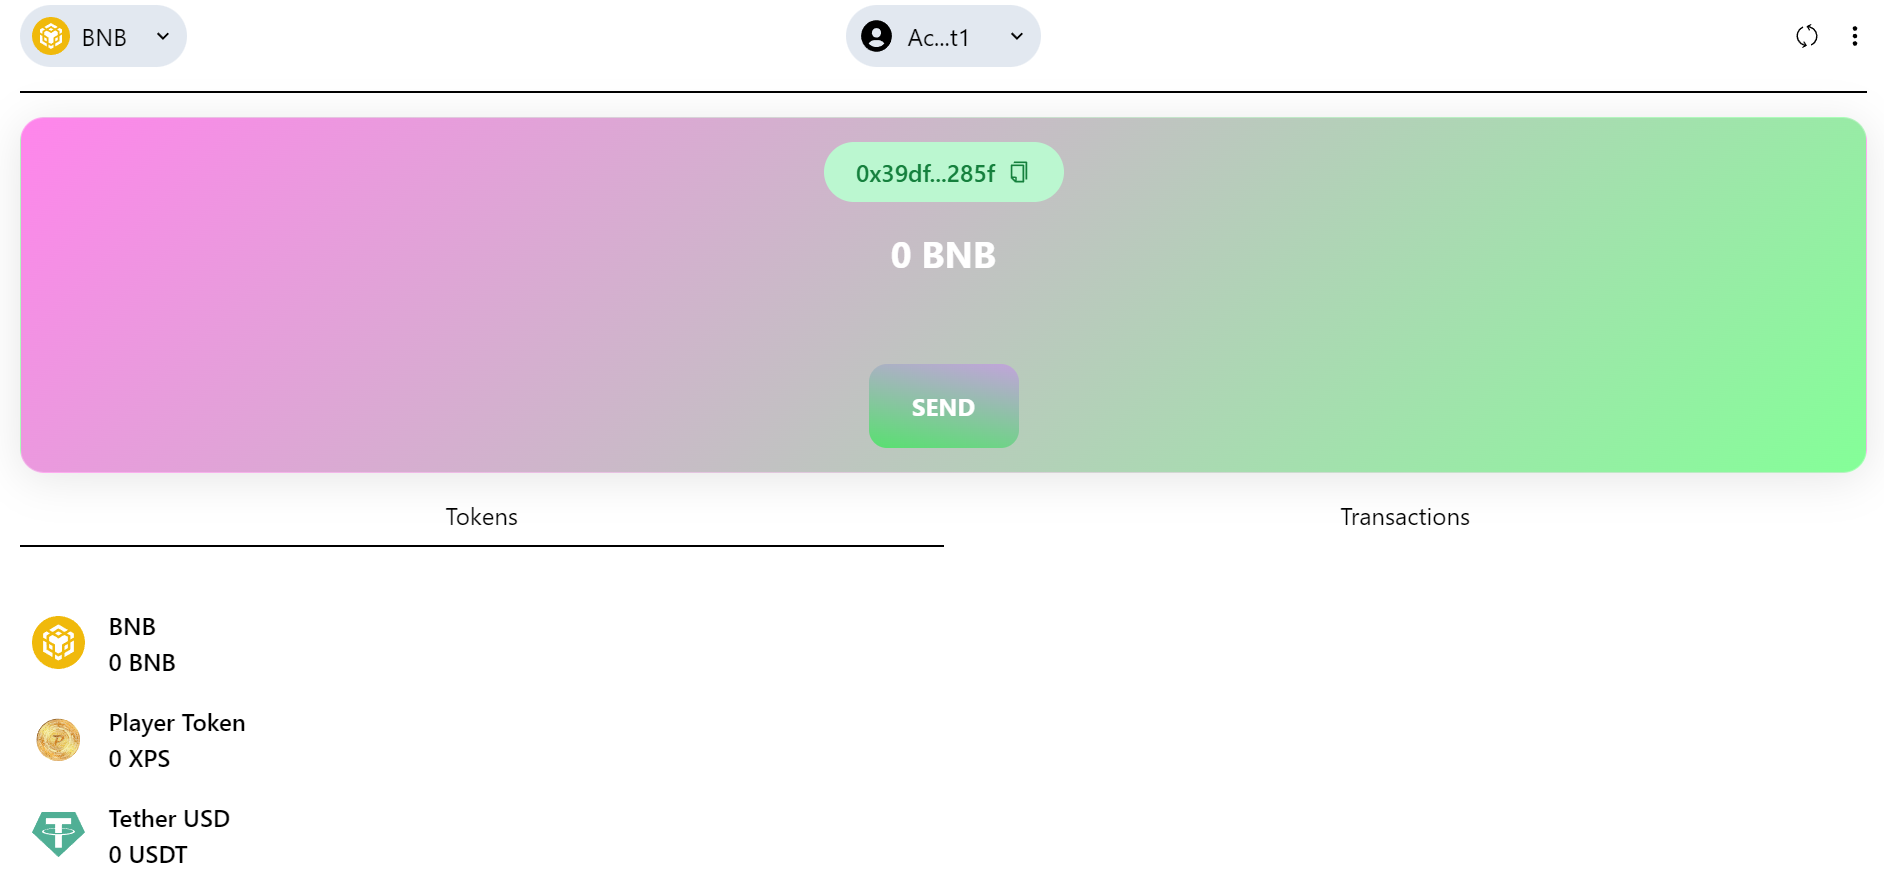 BNB
Ac...t1
0x39df...285f
0 BNB
SEND
Tokens
Transactions
BNB
0 BNB
Player Token
0 XPS
Tether USD
0 USDT